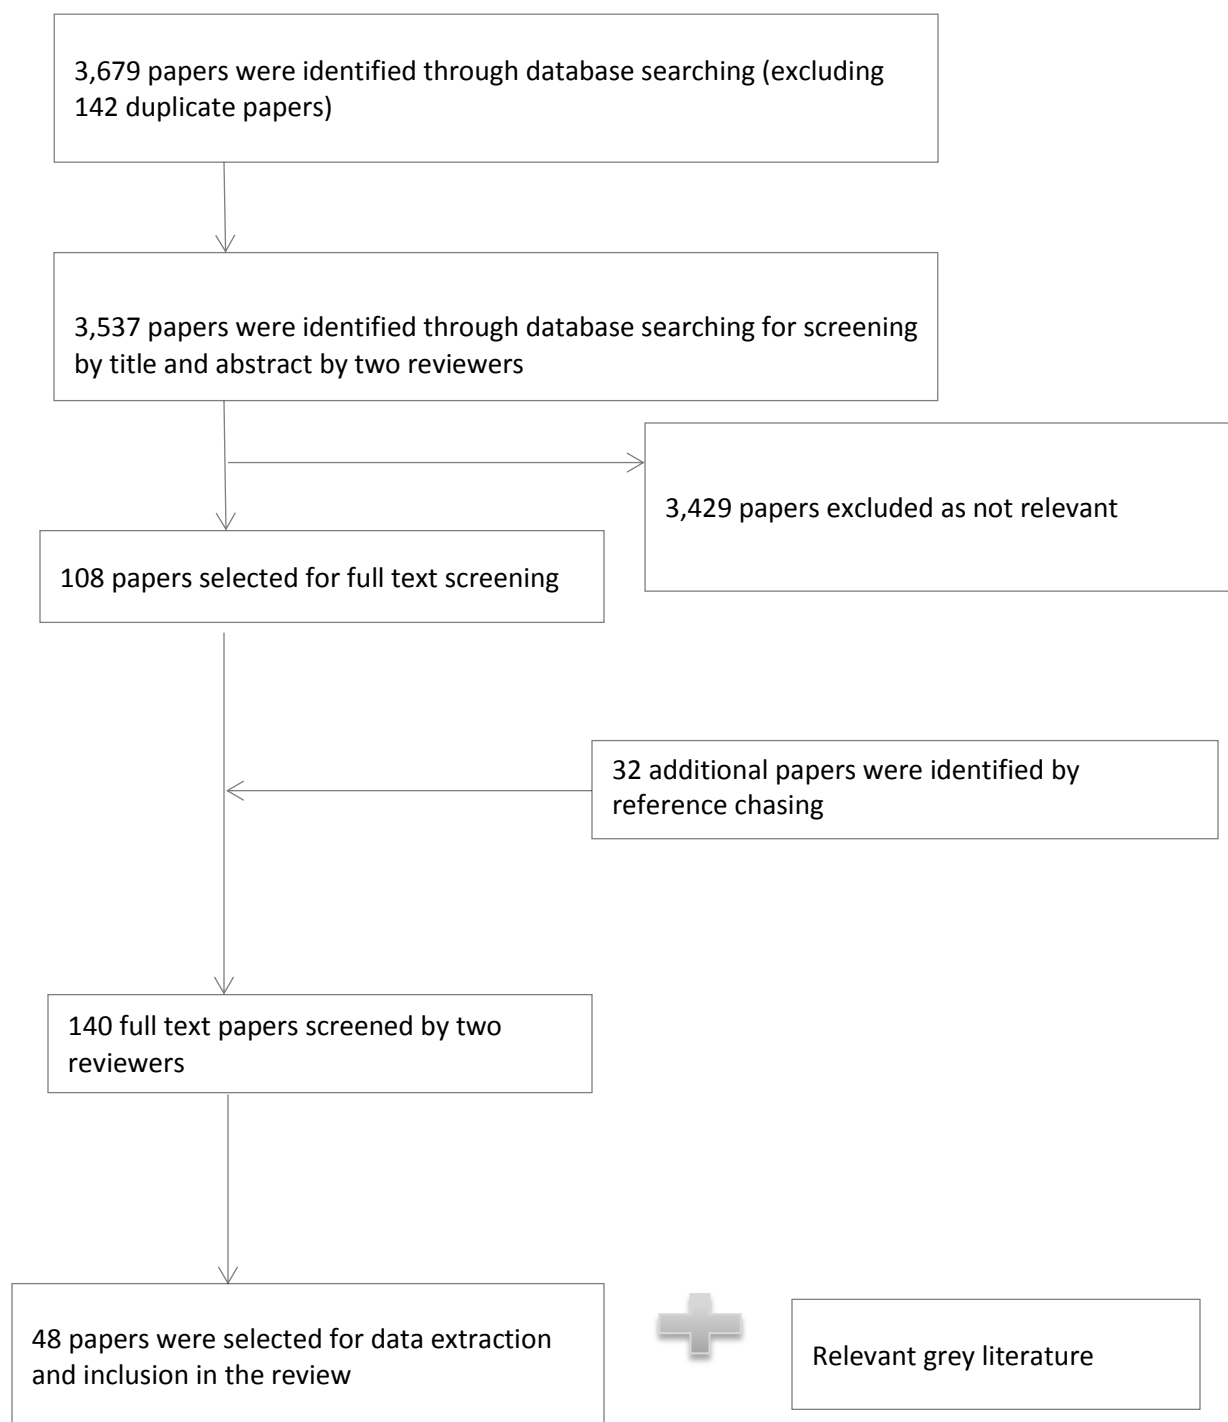 3,679 papers were identified through database searching (excluding
142 duplicate papers)
3,537 papers were identified through database searching for screening
by title and abstract by two reviewers
3,429 papers excluded as not relevant
108 papers selected for full text screening
32 additional papers were identified by
reference chasing
140 full text papers screened by two
reviewers
48 papers were selected for data extraction
and inclusion in the review
Relevant grey literature